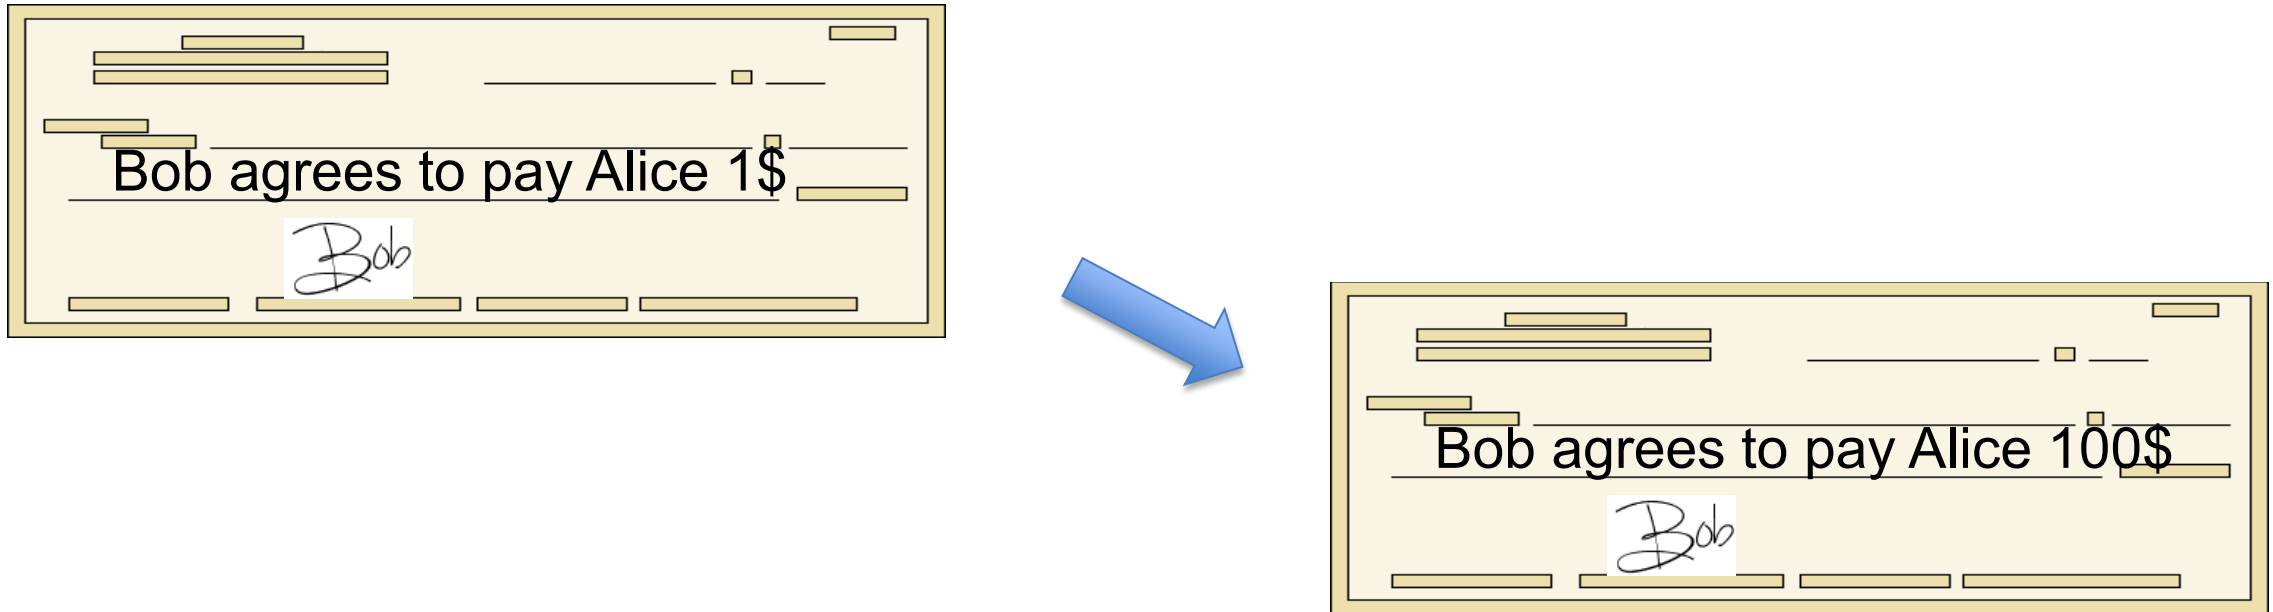 Bob agrees to pay Alice 1$
Bob
Bob agrees to pay Alice 100$
Bob